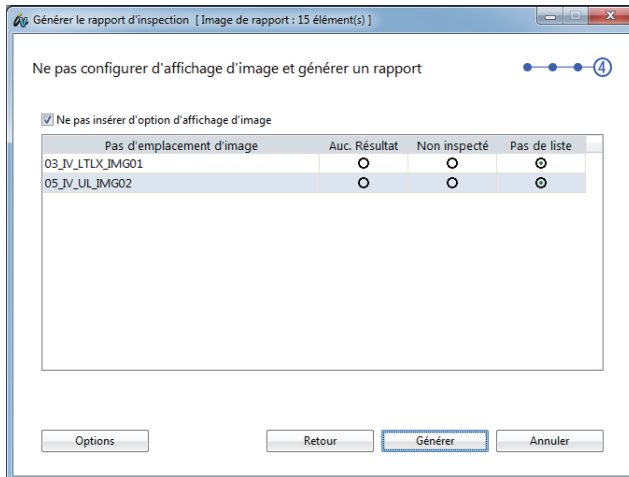 Générer le rapport d'inspection [ Image de rapport : 15 élément(s) ]
Ne pas configurer d'affichage d'image et générer un rapport
4
Ne pas insérer d'option d'affichage d'image
Pas d'emplacement d'image Auc. Résultat Non inspecté Pas de liste
03_IV_LTLX_IMG01
05_IV_UL_IMG02
Options Retour Générer Annuler